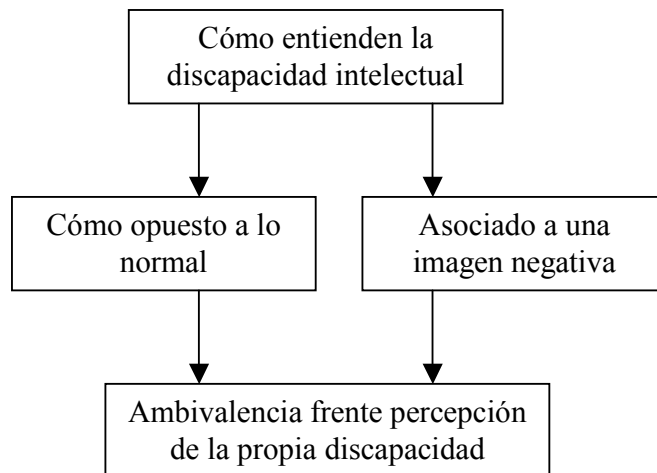 Cómo entienden la
discapacidad intelectual
Cómo opuesto a lo
normal
Asociado a una
imagen negativa
Ambivalencia frente percepción
de la propia discapacidad